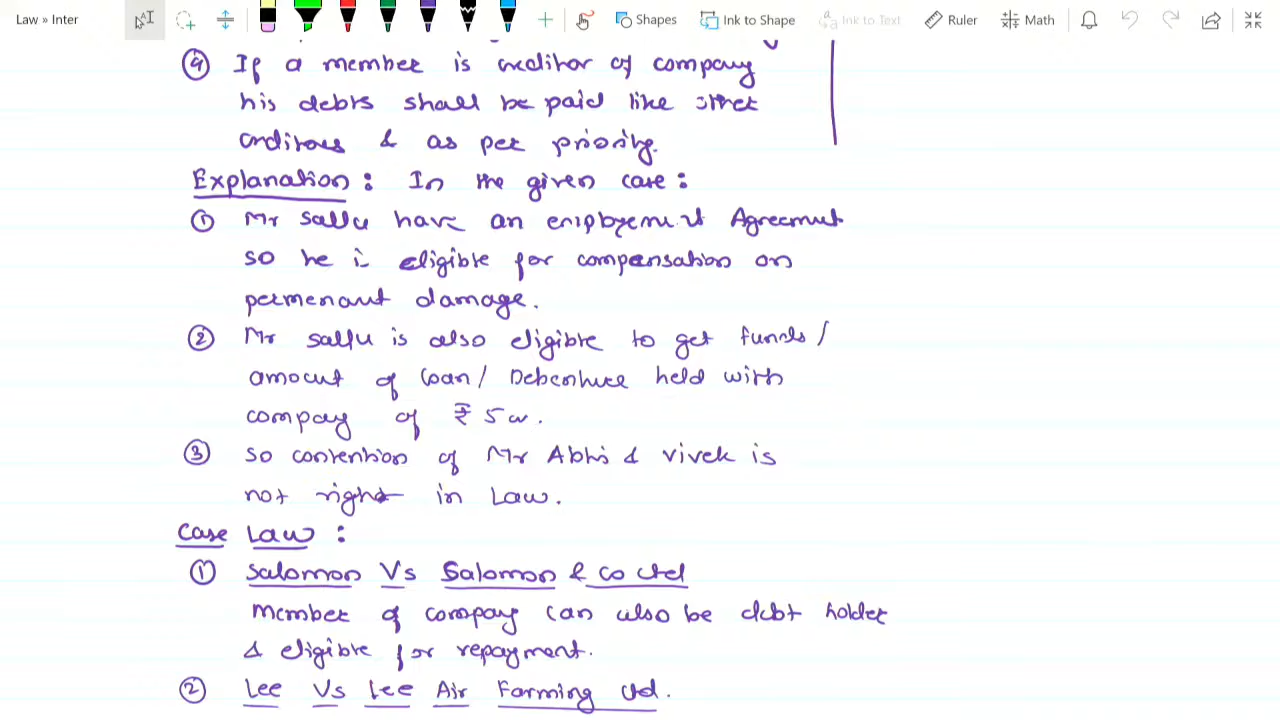 Law » Inter Shapes Ink to Shape Ink to Text Ruler Math
④ If a member is creditor of company
his debts shall be paid like other
creditors & as per priority.
Explanation : In the given case :
① Mr Sallu have an employement Agreement
so he is eligible for compensation on
permenant damage.
② Mr sallu is also eligible to get funds /
amount of Loan / Debenture held with
compay of ₹ 5 Cr.
③ so contention of Mr Abhi & vivek is
not right in Law.
Case Law :
① Salomon Vs Salomon & co Ltd
Member of company can also be debt holder
& eligible for repayment.
② Lee Vs Lee Air Farming Ltd.